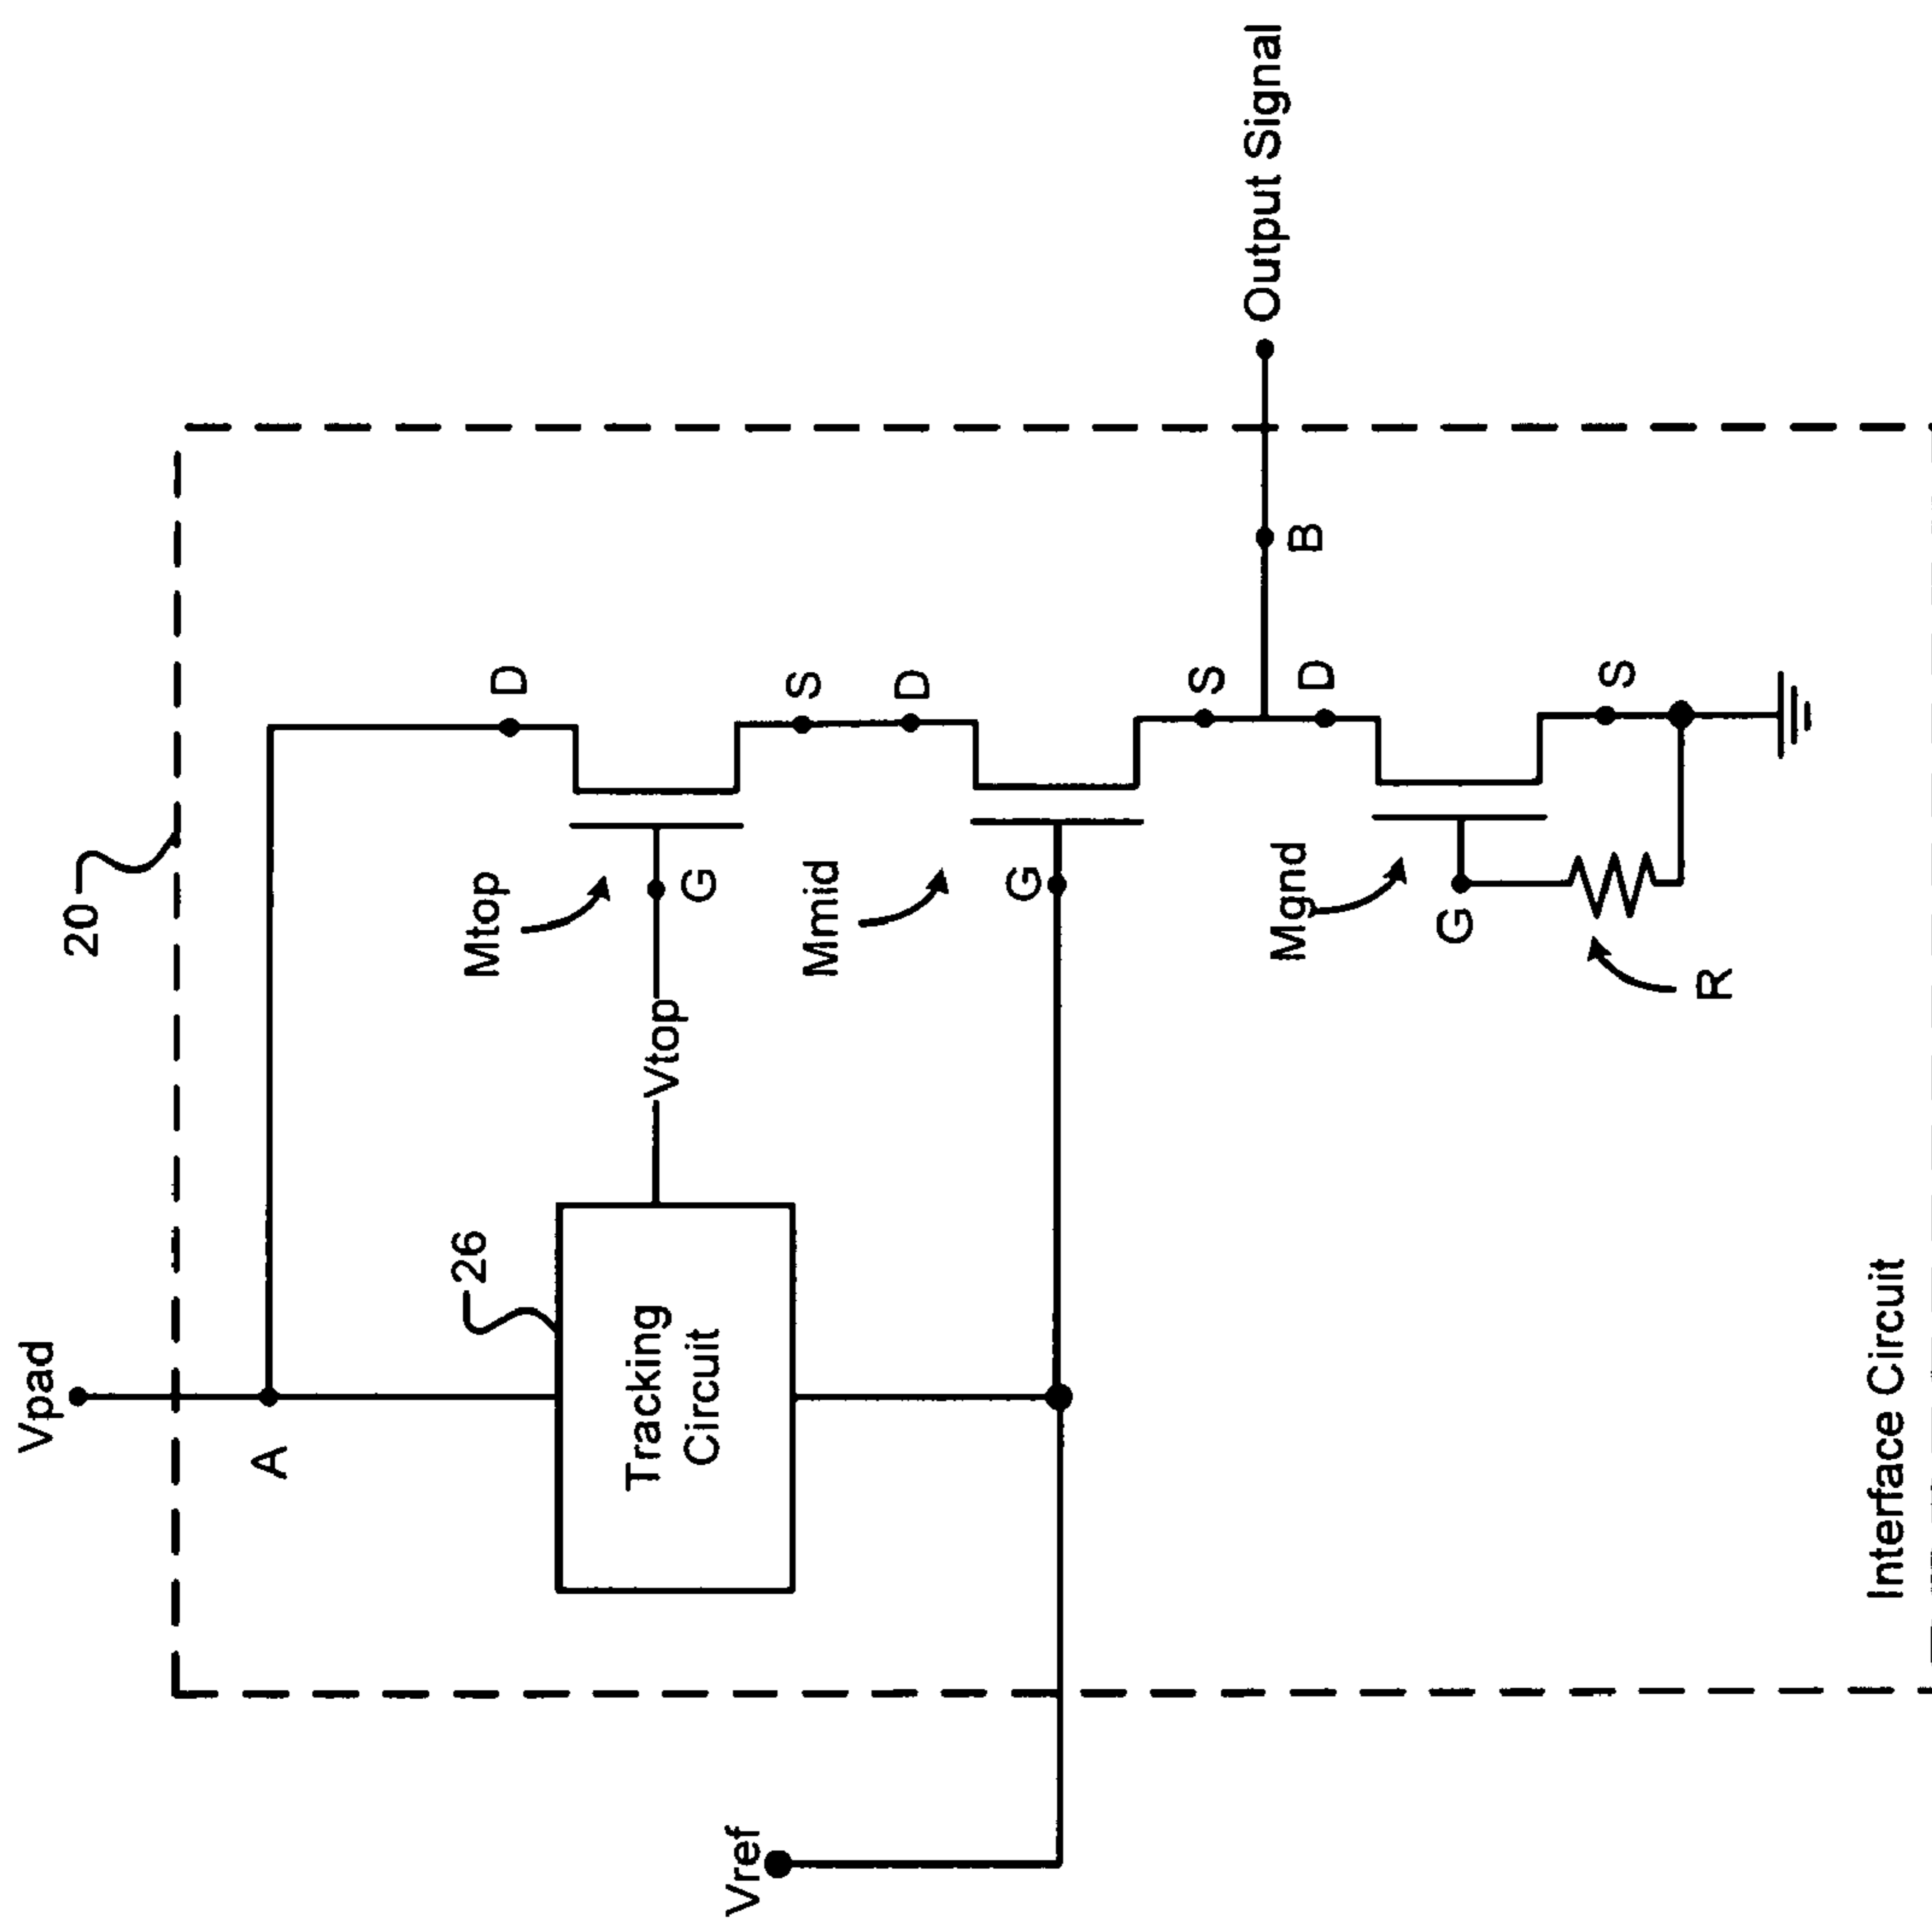 Vpad
20
A
D
Mtop
26
G
S
Vtop
Tracking
Circuit
D
Mmid
Vref
G
S
B
Output Signal
D
Mgnd
G
S
R
Interface Circuit